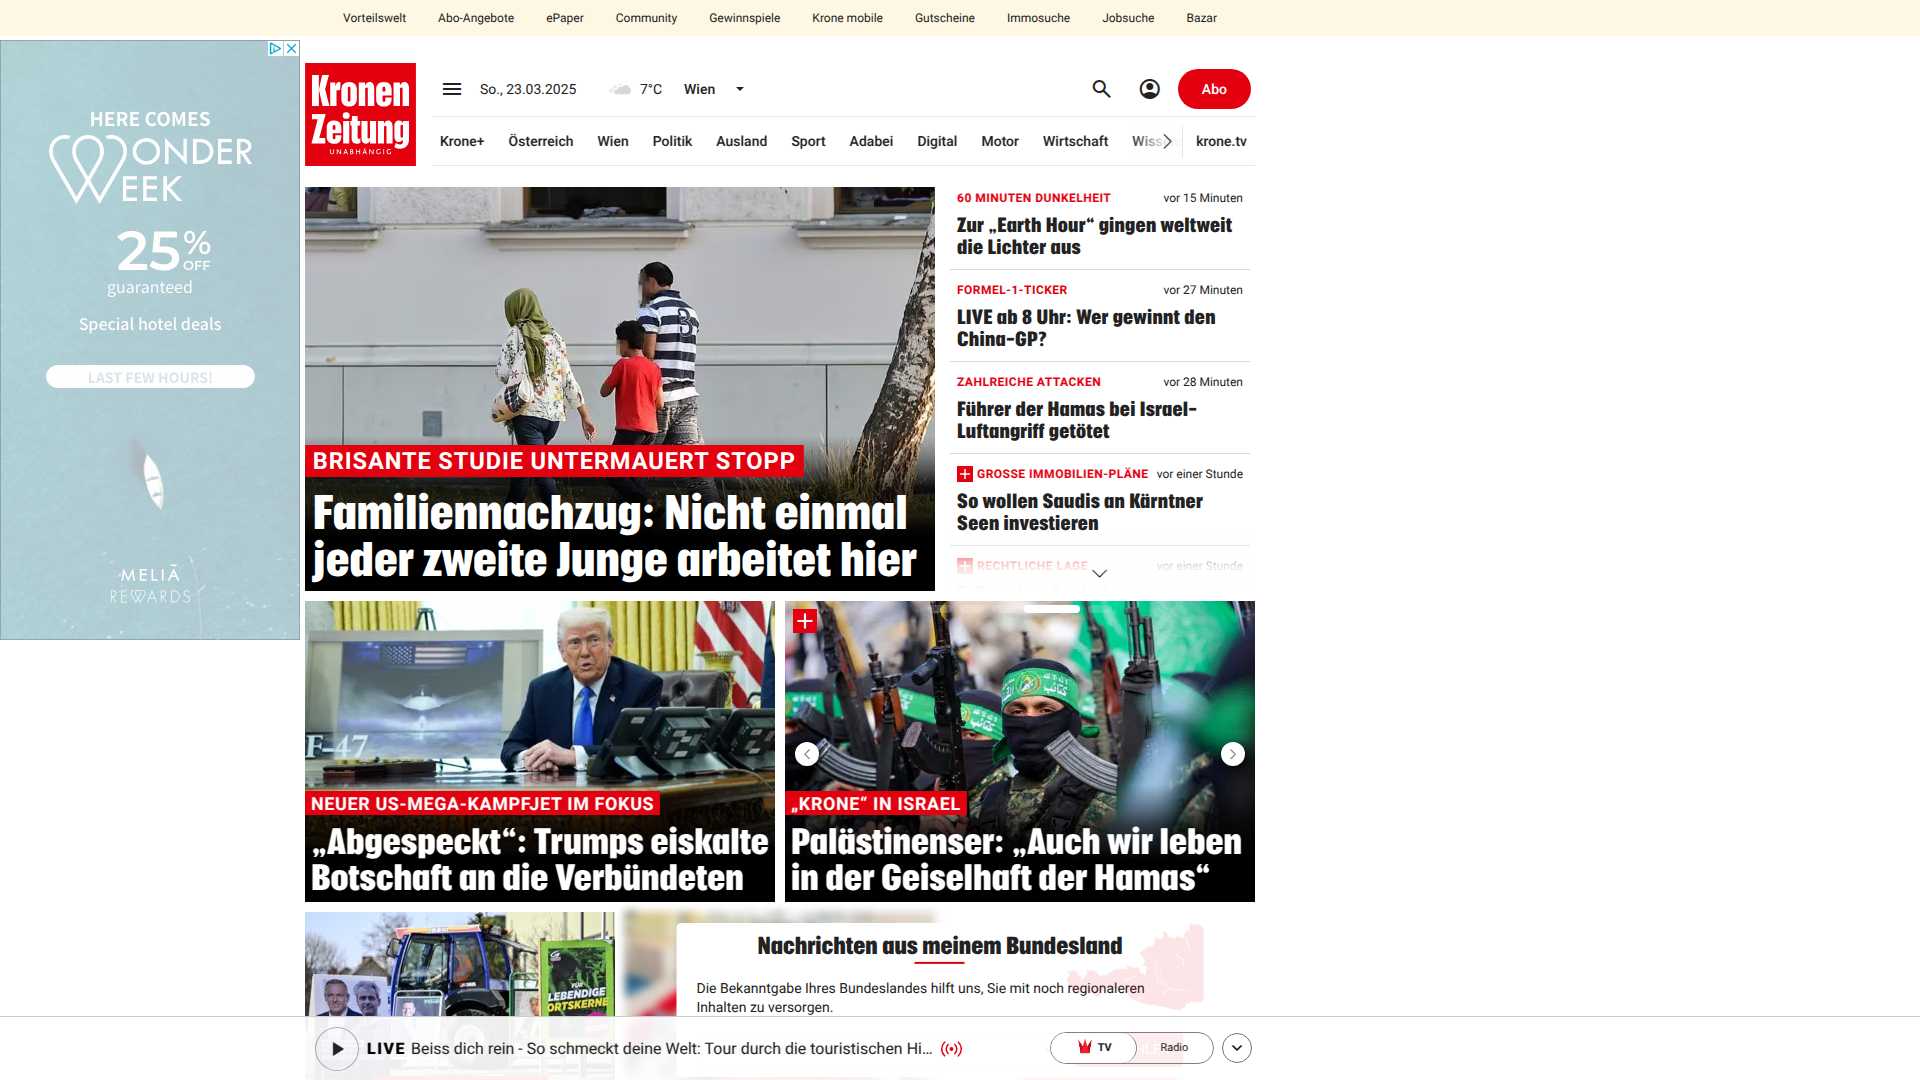 Vorteilswelt Abo-Angebote ePaper Community Gewinnspiele Krone mobile Gutscheine Immosuche Jobsuche Bazar
HERE COMES
WONDER
WEEK
25% OFF
guaranteed
Special hotel deals
LAST FEW HOURS!
MELIÃ
REWARDS
Kronen
Zeitung
UNABHÄNGIG
So., 23.03.2025 7°C Wien
Abo
Krone+ Österreich Wien Politik Ausland Sport Adabei Digital Motor Wirtschaft Wiss krone.tv
BRISANTE STUDIE UNTERMAUERT STOPP
Familiennachzug: Nicht einmal
jeder zweite Junge arbeitet hier
60 MINUTEN DUNKELHEIT vor 15 Minuten
Zur „Earth Hour“ gingen weltweit
die Lichter aus
FORMEL-1-TICKER vor 27 Minuten
LIVE ab 8 Uhr: Wer gewinnt den
China-GP?
ZAHLREICHE ATTACKEN vor 28 Minuten
Führer der Hamas bei Israel-
Luftangriff getötet
GROSSE IMMOBILIEN-PLÄNE vor einer Stunde
So wollen Saudis an Kärntner
Seen investieren
RECHTLICHE LAGE vor einer Stunde
F-47
NEUER US-MEGA-KAMPFJET IM FOKUS
„Abgespeckt“: Trumps eiskalte
Botschaft an die Verbündeten
„KRONE“ IN ISRAEL
Palästinenser: „Auch wir leben
in der Geiselhaft der Hamas“
FÜR
LEBENDIGE
ORTSKERNE
Nachrichten aus meinem Bundesland
Die Bekanntgabe Ihres Bundeslandes hilft uns, Sie mit noch regionaleren
Inhalten zu versorgen.
LIVE Beiss dich rein - So schmeckt deine Welt: Tour durch die touristischen Hi...
TV Radio